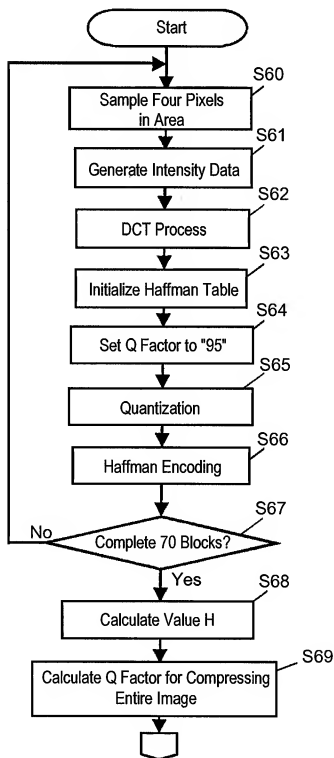 Start
S60
Sample Four Pixels
in Area
S61
Generate Intensity Data
S62
DCT Process
S63
Initialize Haffman Table
S64
Set Q Factor to "95"
S65
Quantization
S66
Haffman Encoding
S67
No
Complete 70 Blocks?
Yes
S68
Calculate Value H
S69
Calculate Q Factor for Compressing
Entire Image